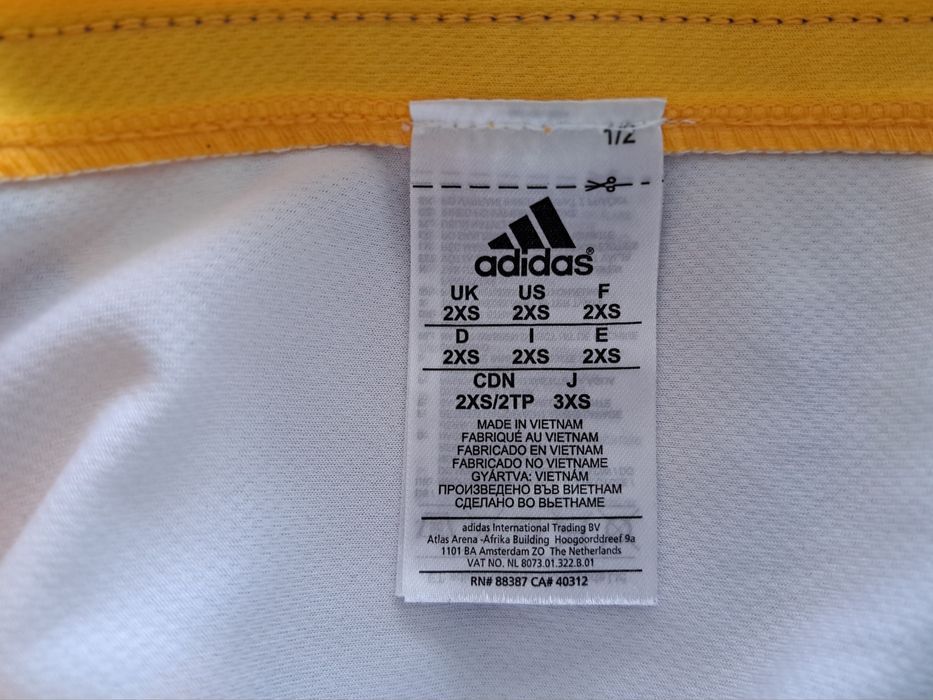 1/2
adidas®
UK US F
2XS 2XS 2XS
D I E
2XS 2XS 2XS
CDN J
2XS/2TP 3XS
MADE IN VIETNAM
FABRIQUÉ AU VIETNAM
FABRICADO EN VIETNAM
FABRICADO NO VIETNAME
GYÁRTVA: VIETNÁM
ПРОИЗВЕДЕНО ВЪВ ВИЕТНАМ
СДЕЛАНО ВО ВЬЕТНАМЕ
adidas International Trading BV
Atlas Arena -Afrika Building Hoogoorddreef 9a
1101 BA Amsterdam ZO The Netherlands
VAT NO. NL 8073.01.322.B.01
RN# 88387 CA# 40312